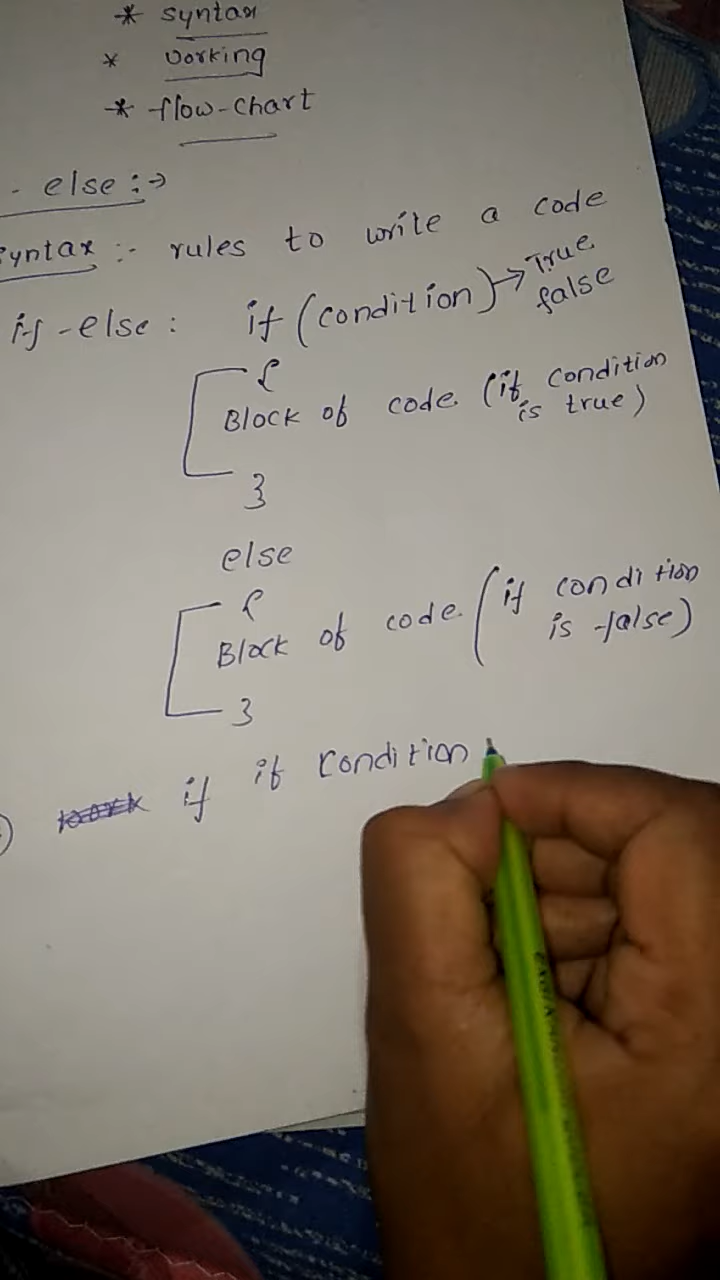 * syntax
* working
* flow-chart
- else :→
syntax :- rules to write a code
if-else : if (condition) → True
false
{
Block of code (if condition
is true)
}
else
{
Block of code (if condition
is false)
}
if if condition